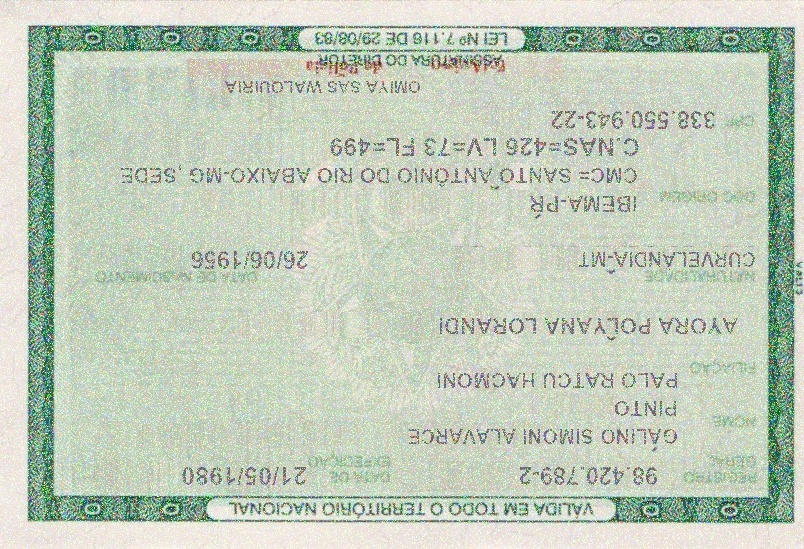 VÁLIDA EM TODO O TERRITÓRIO NACIONAL
REGISTRO GERAL 98.420.789-2 DATA DE EXPEDIÇÃO 21/05/1980
NOME GÁLINO SIMONI ALAVARCE
PINTO
FILIAÇÃO PALO RATCU HACMONI
AYORA POLYANA LORANDI
NATURALIDADE DATA DE NASCIMENTO
CURVELANDIA-MT 26/06/1956
DOC ORIGEM IBEMA-PR
CMC= SANTO ANTÔNIO DO RIO ABAIXO-MG ,SEDE
C.NAS=426 LV=73 FL=499
CPF 338.550.943-22
OMIYA SAS WALQUIRIA
ASSINATURA DO DIRETOR
LEI Nº 7.116 DE 29/08/83